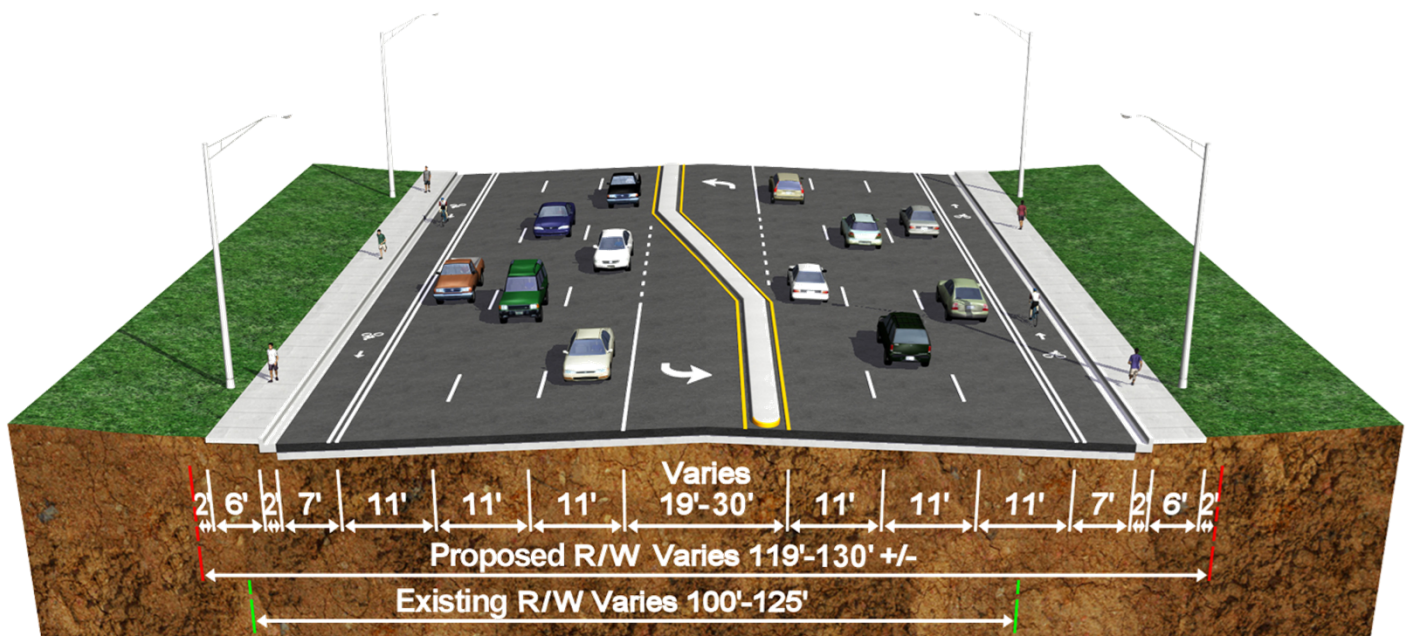 Varies
2' 6' 2' 7' 11' 11' 11' 19'-30' 11' 11' 11' 7' 2' 6' 2'
Proposed R/W Varies 119'-130' +/-
Existing R/W Varies 100'-125'